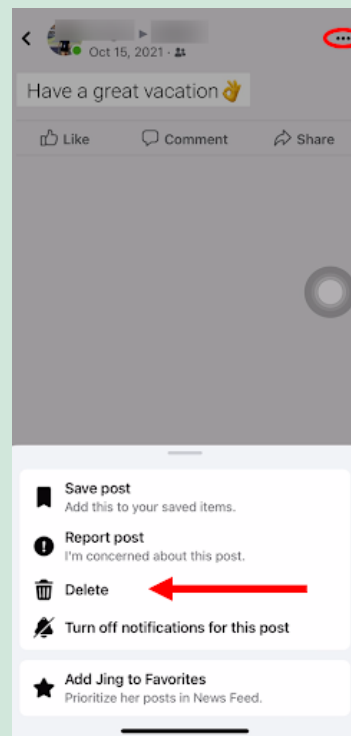 Oct 15, 2021
Have a great vacation👌
Like Comment Share
Save post
Add this to your saved items.
Report post
I'm concerned about this post.
Delete
Turn off notifications for this post
Add Jing to Favorites
Prioritize her posts in News Feed.